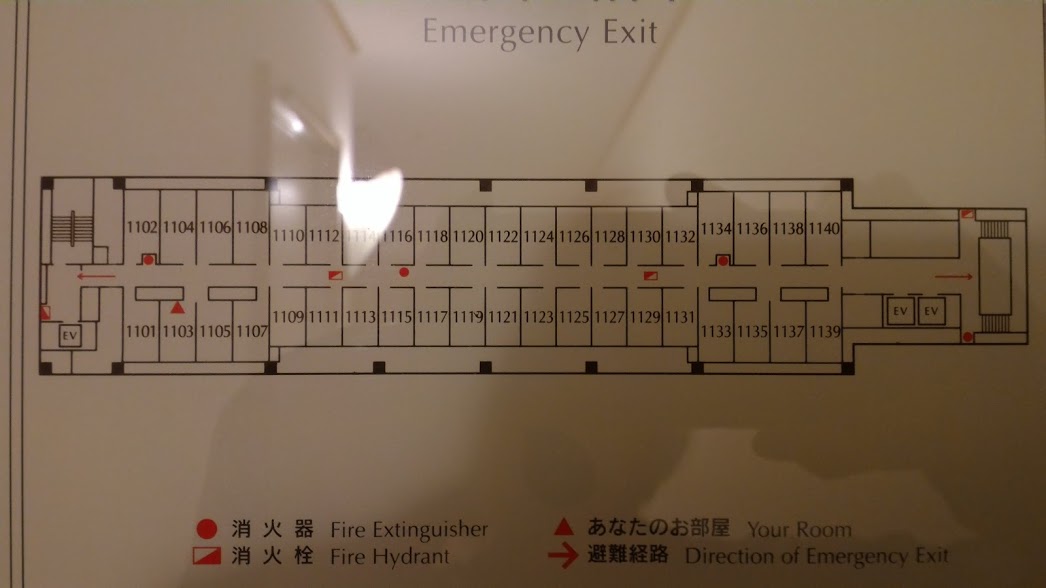 Emergency Exit
1102 1104 1106 1108 1110 1112 1116 1118 1120 1122 1124 1126 1128 1130 1132 1134 1136 1138 1140
EV EV
1101 1103 1105 1107 1109 1111 1113 1115 1117 1119 1121 1123 1125 1127 1129 1131 1133 1135 1137 1139
EV
消火器 Fire Extinguisher
あなたのお部屋 Your Room
消火栓 Fire Hydrant
避難経路 Direction of Emergency Exit